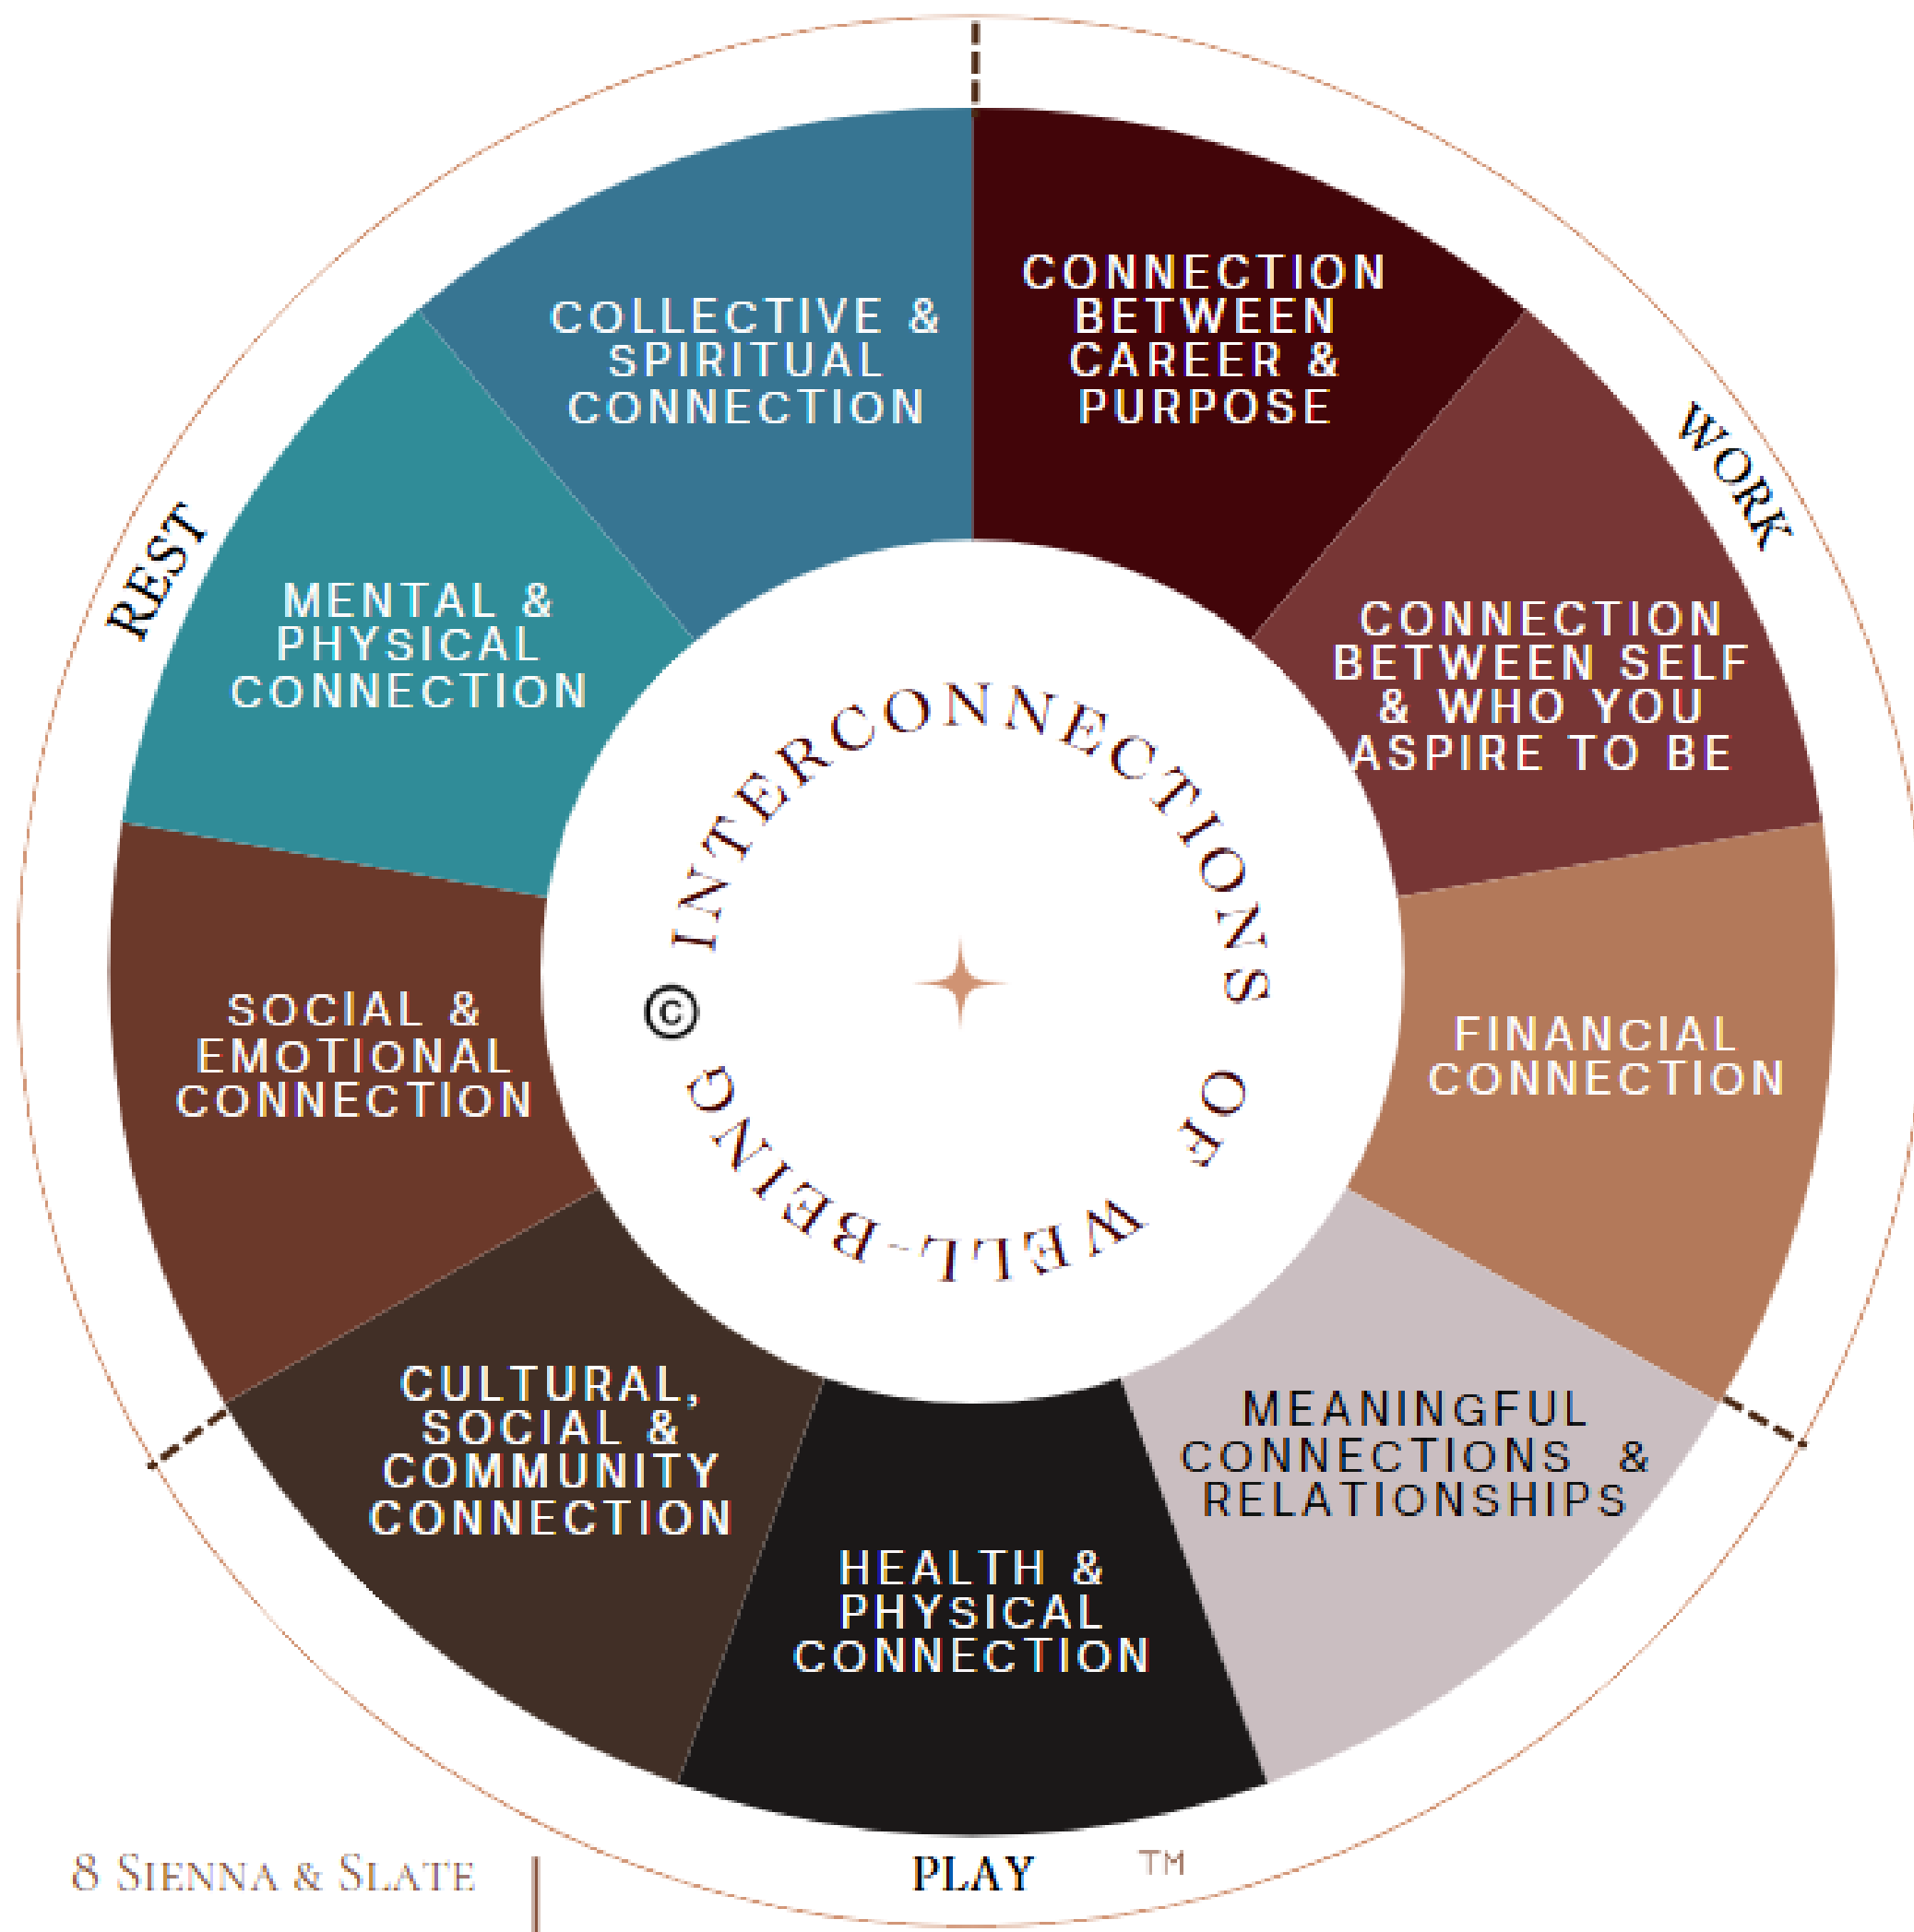 CONNECTION
BETWEEN
CAREER &
PURPOSE
WORK
CONNECTION
BETWEEN SELF
& WHO YOU
ASPIRE TO BE
FINANCIAL
CONNECTION
MEANINGFUL
CONNECTIONS &
RELATIONSHIPS
HEALTH &
PHYSICAL
CONNECTION
PLAY
TM
CULTURAL,
SOCIAL &
COMMUNITY
CONNECTION
SOCIAL &
EMOTIONAL
CONNECTION
REST
MENTAL &
PHYSICAL
CONNECTION
COLLECTIVE &
SPIRITUAL
CONNECTION
INTERCONNECTIONS OF WELL-BEING ©
8 SIENNA & SLATE